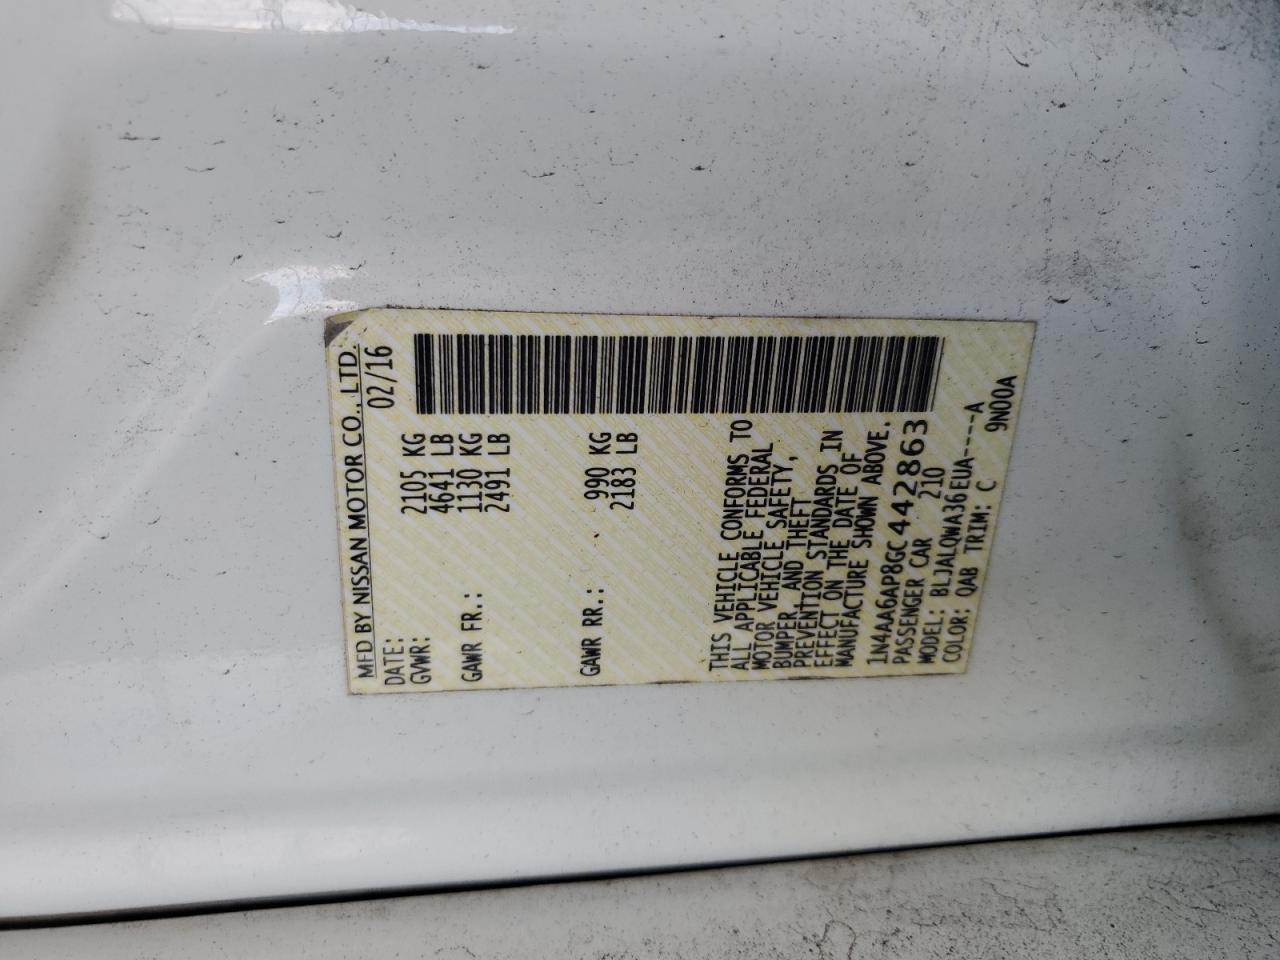 MFD BY NISSAN MOTOR CO., LTD.
DATE: 02/16
GVWR: 2105 KG
4641 LB
GAWR FR.: 1130 KG
2491 LB
GAWR RR.: 990 KG
2183 LB
THIS VEHICLE CONFORMS TO
ALL APPLICABLE FEDERAL
MOTOR VEHICLE SAFETY,
BUMPER, AND THEFT
PREVENTION STANDARDS IN
EFFECT ON THE DATE OF
MANUFACTURE SHOWN ABOVE.
1N4AA6AP8GC442863
PASSENGER CAR 210
MODEL: BLJALQWA36EUA----A
COLOR: QAB TRIM: C 9N00A